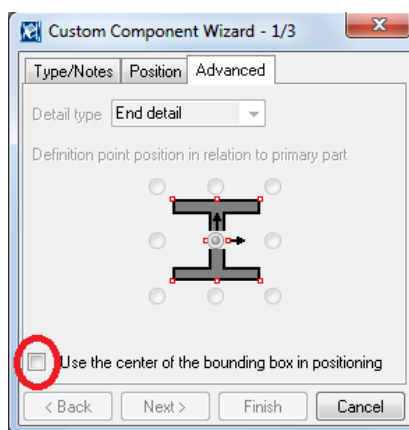 Custom Component Wizard - 1/3
Type/Notes Position Advanced
Detail type End detail
Definition point position in relation to primary part
Use the center of the bounding box in positioning
< Back Next > Finish Cancel